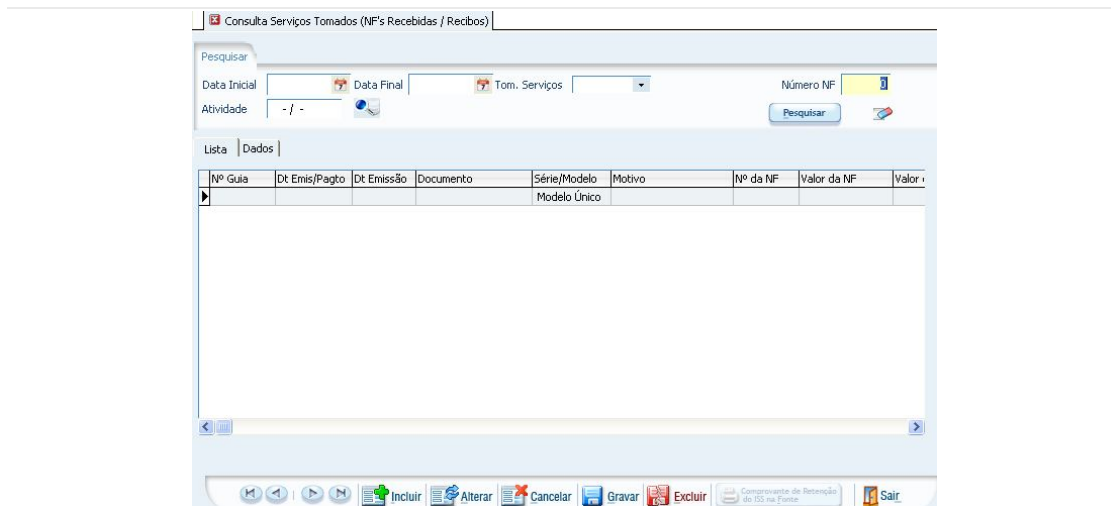 Consulta Serviços Tomados (NF's Recebidas / Recibos)
Pesquisar
Data Inicial Data Final Tom. Serviços Número NF 0
Atividade - / - Pesquisar
Lista Dados
Nº Guia Dt Emis/Pagto Dt Emissão Documento Série/Modelo Motivo Nº da NF Valor da NF Valor
Modelo Único
Incluir Alterar Cancelar Gravar Excluir Comprovante de Retenção
do ISS na Fonte Sair